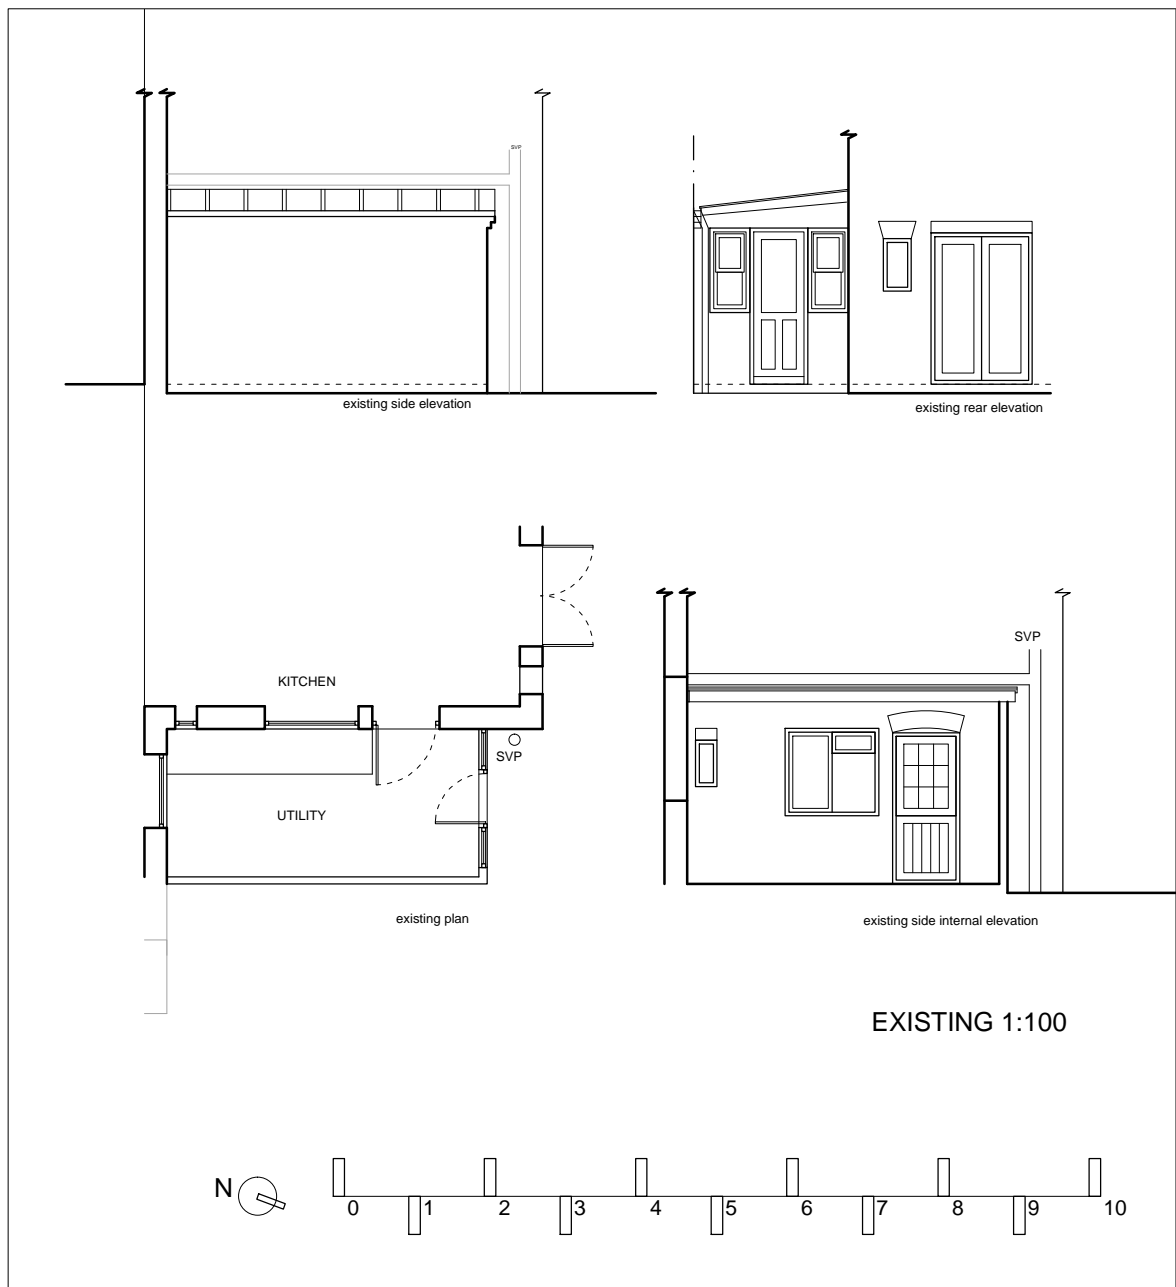 SVP
existing side elevation
existing rear elevation
KITCHEN
SVP
UTILITY
existing plan
SVP
existing side internal elevation
EXISTING 1:100
N
0 1 2 3 4 5 6 7 8 9 10